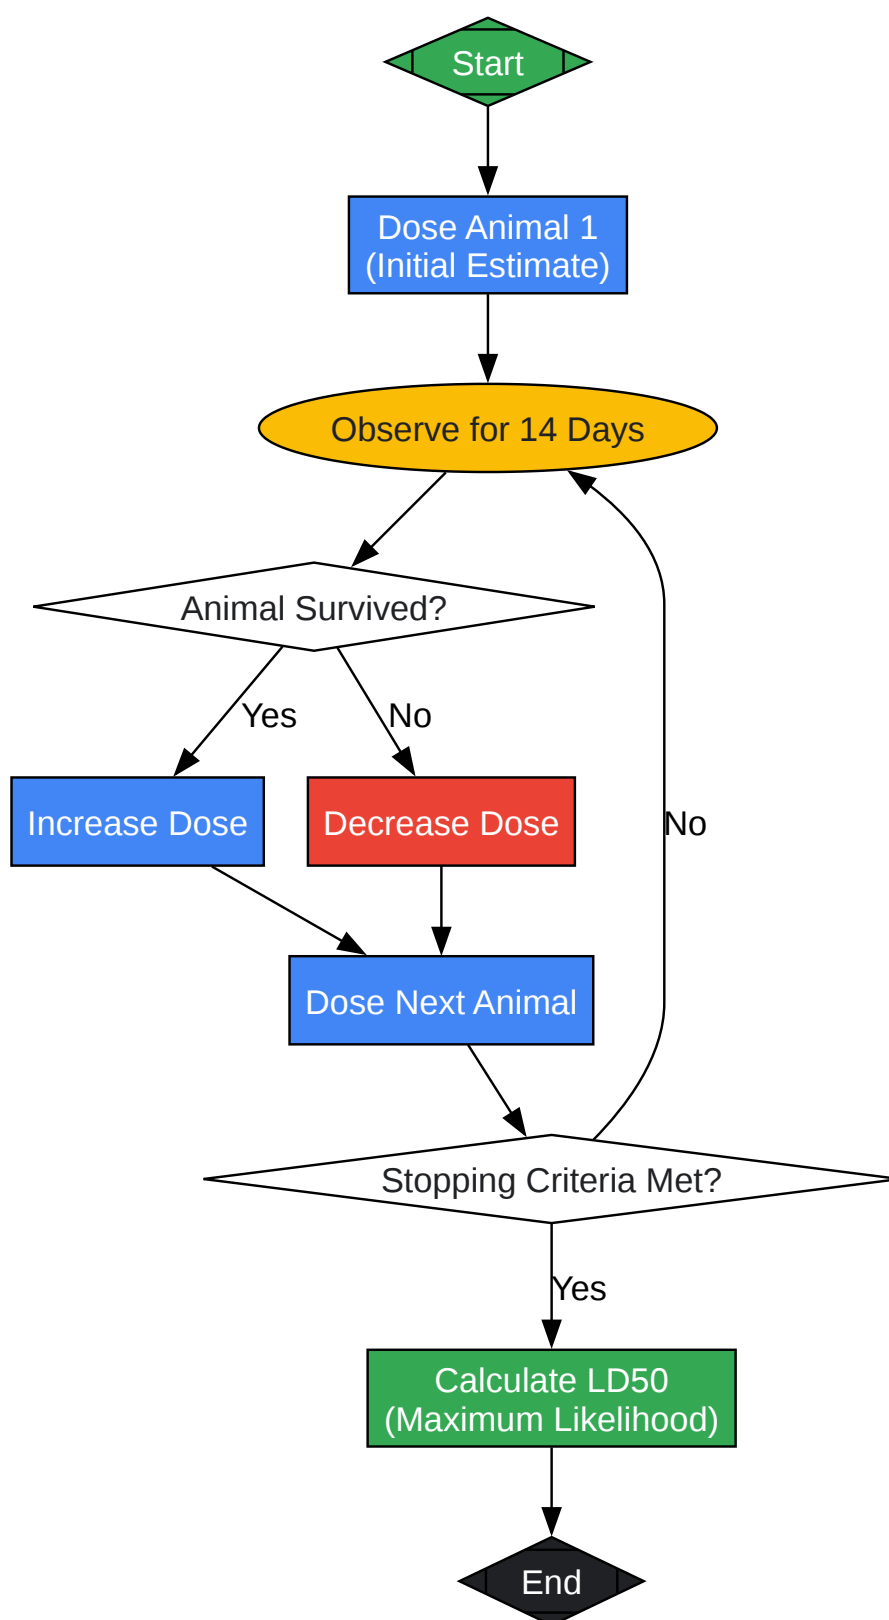 Start
Dose Animal 1
(Initial Estimate)
Observe for 14 Days
Animal Survived?
Yes
No
Increase Dose
Decrease Dose
No
Dose Next Animal
Stopping Criteria Met?
Yes
Calculate LD50
(Maximum Likelihood)
End